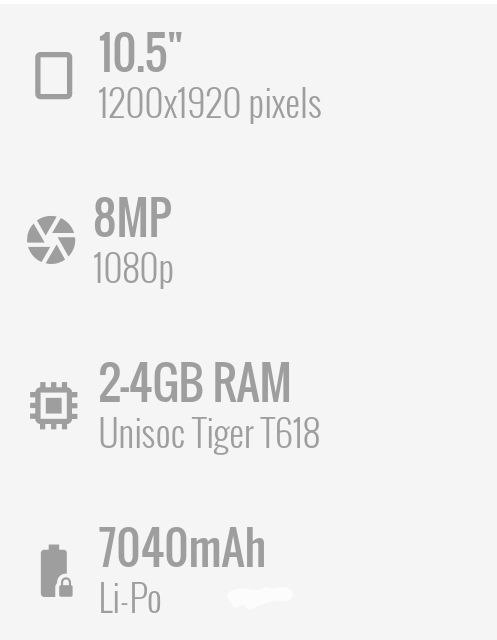 10.5"
1200x1920 pixels
8MP
1080p
2-4GB RAM
Unisoc Tiger T618
7040mAh
Li-Po